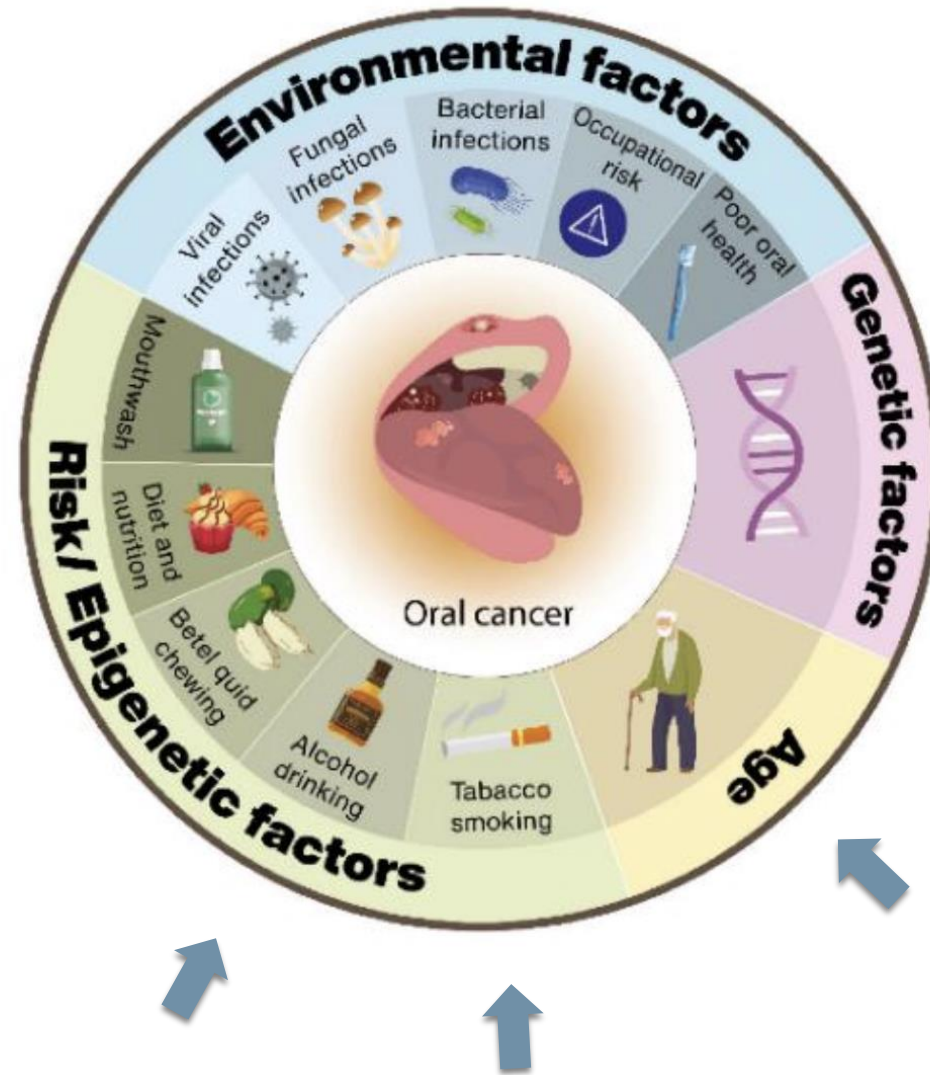 Environmental factors
Viral
infections
Fungal
infections
Bacterial
infections
Occupational
risk
Poor oral
health
Genetic factors
Age
Risk/ Epigenetic factors
Mouthwash
Diet and
nutrition
Betel quid
chewing
Alcohol
drinking
Tabacco
smoking
Oral cancer